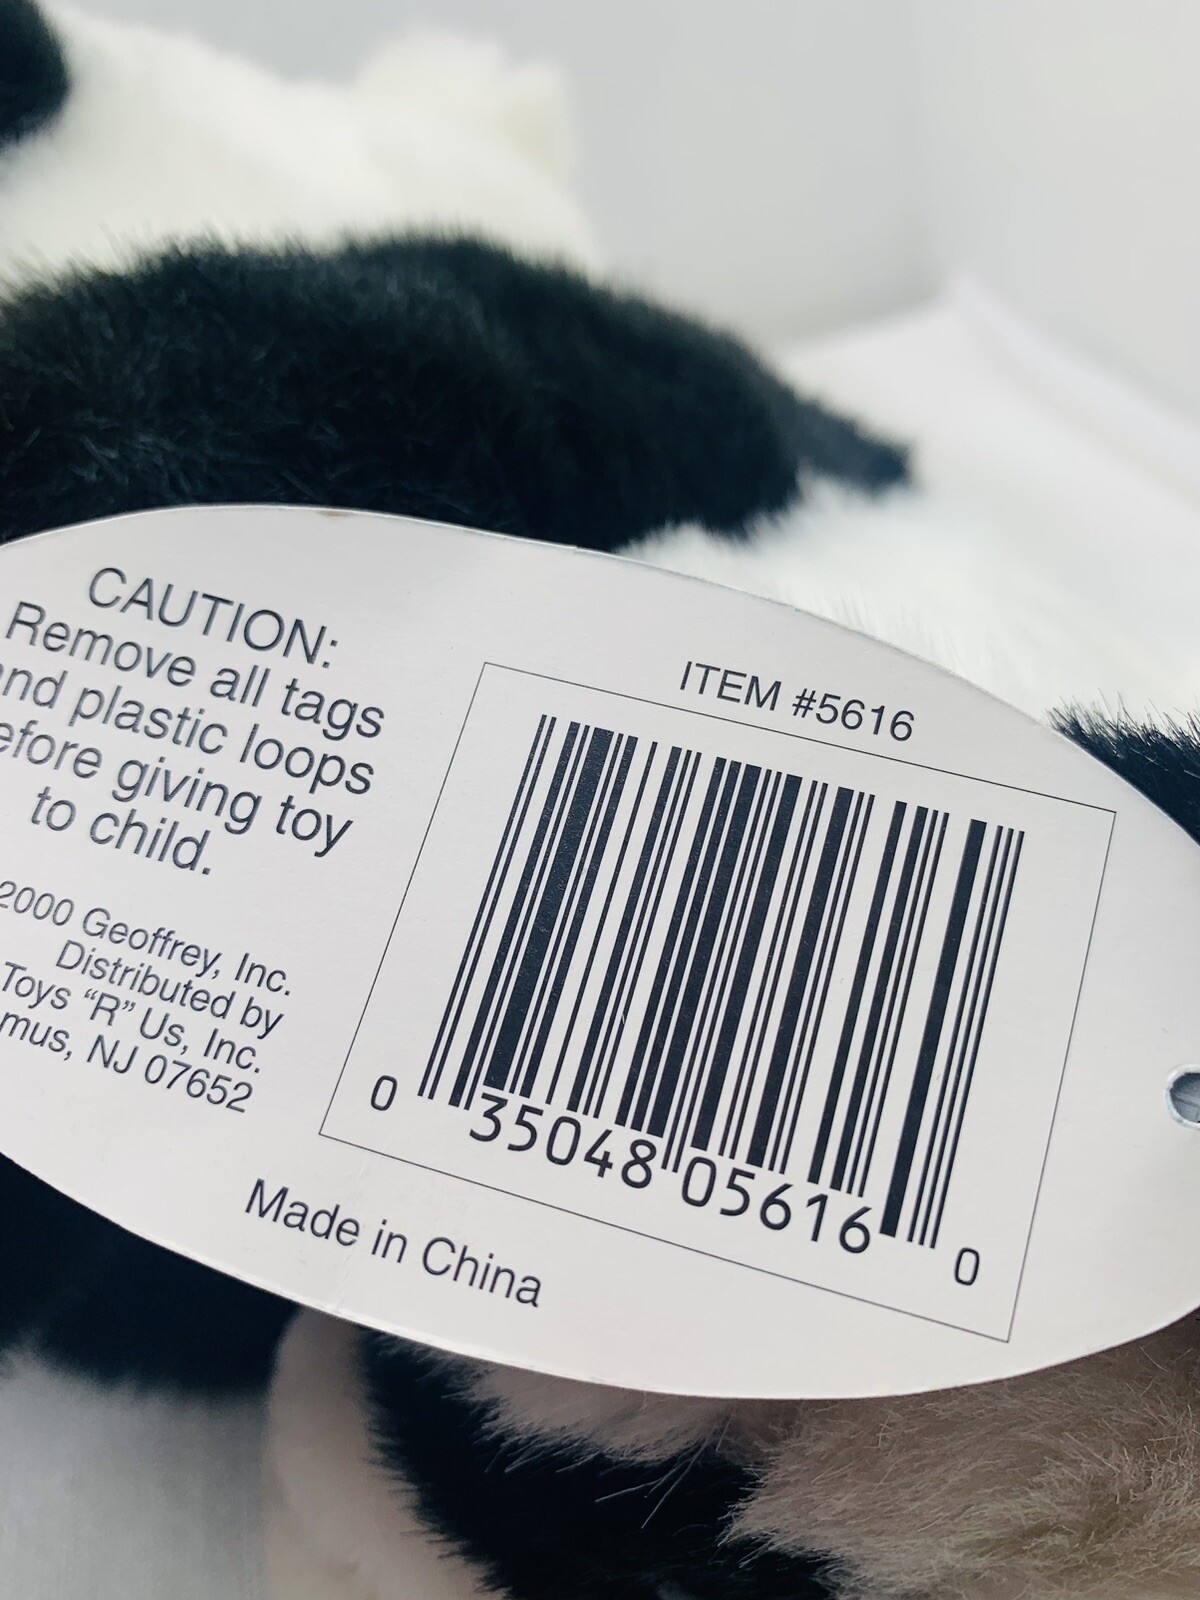 CAUTION:
Remove all tags
nd plastic loops
efore giving toy
to child.
2000 Geoffrey, Inc.
Distributed by
Toys "R" Us, Inc.
mus, NJ 07652
Made in China
ITEM #5616
0 35048 05616 0